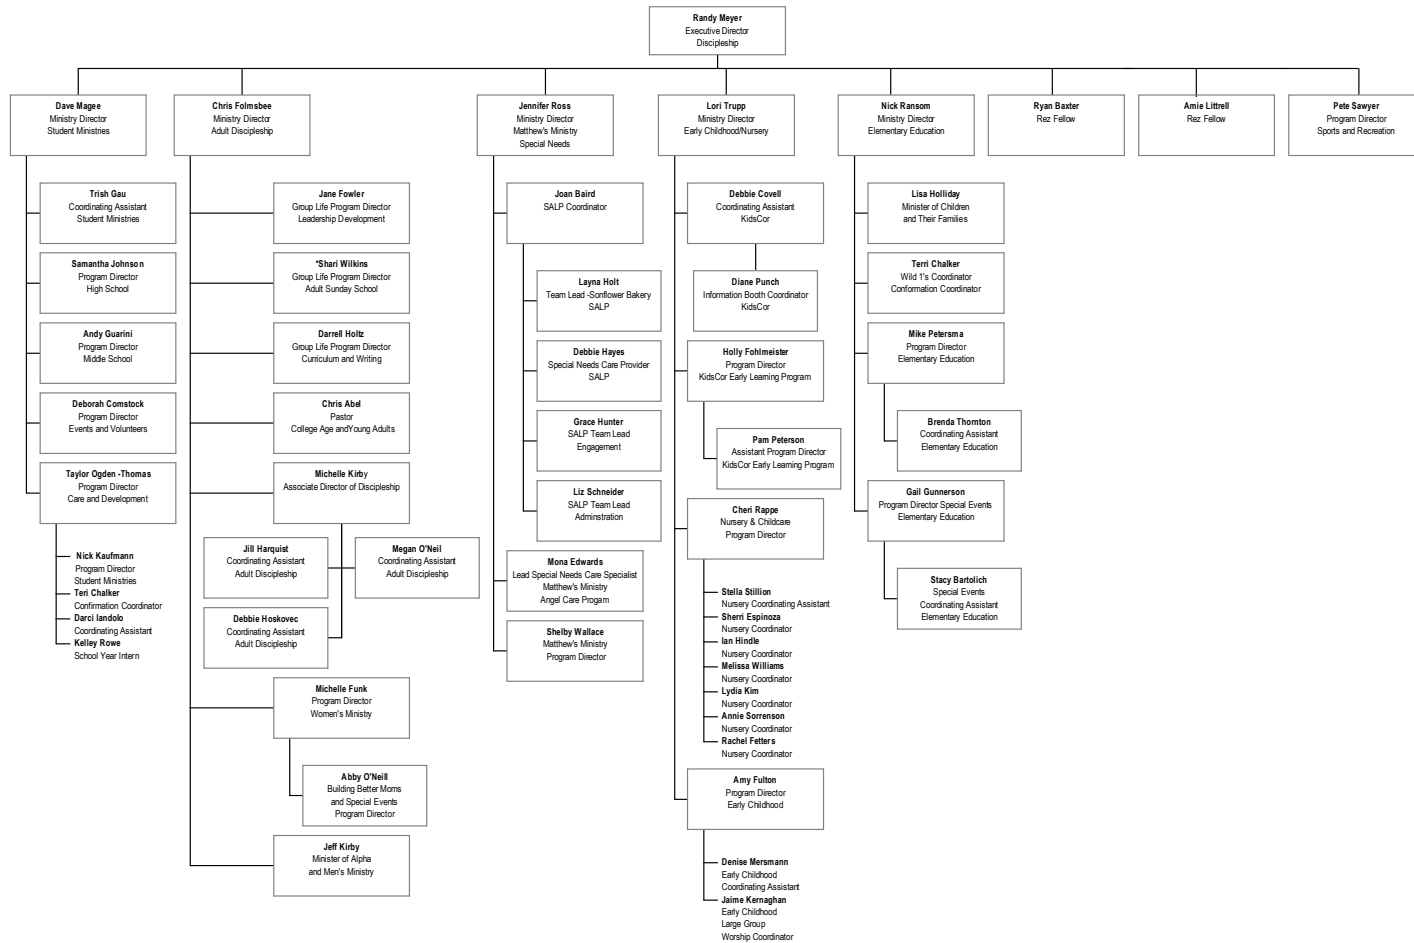 Randy Meyer
Executive Director
Discipleship
Dave Magee
Ministry Director
Student Ministries
Trish Gau
Coordinating Assistant
Student Ministries
Samantha Johnson
Program Director
High School
Andy Guarini
Program Director
Middle School
Deborah Comstock
Program Director
Events and Volunteers
Taylor Ogden -Thomas
Program Director
Care and Development
Nick Kaufmann
Program Director
Student Ministries
Teri Chalker
Confirmation Coordinator
Darci Iandolo
Coordinating Assistant
Kelley Rowe
School Year Intern
Chris Folmsbee
Ministry Director
Adult Discipleship
Jane Fowler
Group Life Program Director
Leadership Development
*Shari Wilkins
Group Life Program Director
Adult Sunday School
Darrell Holtz
Group Life Program Director
Curriculum and Writing
Chris Abel
Pastor
College Age andYoung Adults
Michelle Kirby
Associate Director of Discipleship
Jill Harquist
Coordinating Assistant
Adult Discipleship
Megan O'Neil
Coordinating Assistant
Adult Discipleship
Debbie Hoskovec
Coordinating Assistant
Adult Discipleship
Michelle Funk
Program Director
Women's Ministry
Abby O'Neill
Building Better Moms
and Special Events
Program Director
Jeff Kirby
Minister of Alpha
and Men's Ministry
Jennifer Ross
Ministry Director
Matthew's Ministry
Special Needs
Joan Baird
SALP Coordinator
Layna Holt
Team Lead -Sonflower Bakery
SALP
Debbie Hayes
Special Needs Care Provider
SALP
Grace Hunter
SALP Team Lead
Engagement
Liz Schneider
SALP Team Lead
Adminstration
Mona Edwards
Lead Special Needs Care Specialist
Matthew's Ministry
Angel Care Progam
Shelby Wallace
Matthew's Ministry
Program Director
Lori Trupp
Ministry Director
Early Childhood/Nursery
Debbie Covell
Coordinating Assistant
KidsCor
Diane Punch
Information Booth Coordinator
KidsCor
Holly Fohlmeister
Program Director
KidsCor Early Learning Program
Pam Peterson
Assistant Program Director
KidsCor Early Learning Program
Cheri Rappe
Nursery & Childcare
Program Director
Stella Stillion
Nursery Coordinating Assistant
Sherri Espinoza
Nursery Coordinator
Ian Hindle
Nursery Coordinator
Melissa Williams
Nursery Coordinator
Lydia Kim
Nursery Coordinator
Annie Sorrenson
Nursery Coordinator
Rachel Fetters
Nursery Coordinator
Amy Fulton
Program Director
Early Childhood
Denise Mersmann
Early Childhood
Coordinating Assistant
Jaime Kernaghan
Early Childhood
Large Group
Worship Coordinator
Nick Ransom
Ministry Director
Elementary Education
Lisa Holliday
Minister of Children
and Their Families
Terri Chalker
Wild 1's Coordinator
Conformation Coordinator
Mike Petersma
Program Director
Elementary Education
Brenda Thornton
Coordinating Assistant
Elementary Education
Gail Gunnerson
Program Director Special Events
Elementary Education
Stacy Bartolich
Special Events
Coordinating Assistant
Elementary Education
Ryan Baxter
Rez Fellow
Amie Littrell
Rez Fellow
Pete Sawyer
Program Director
Sports and Recreation